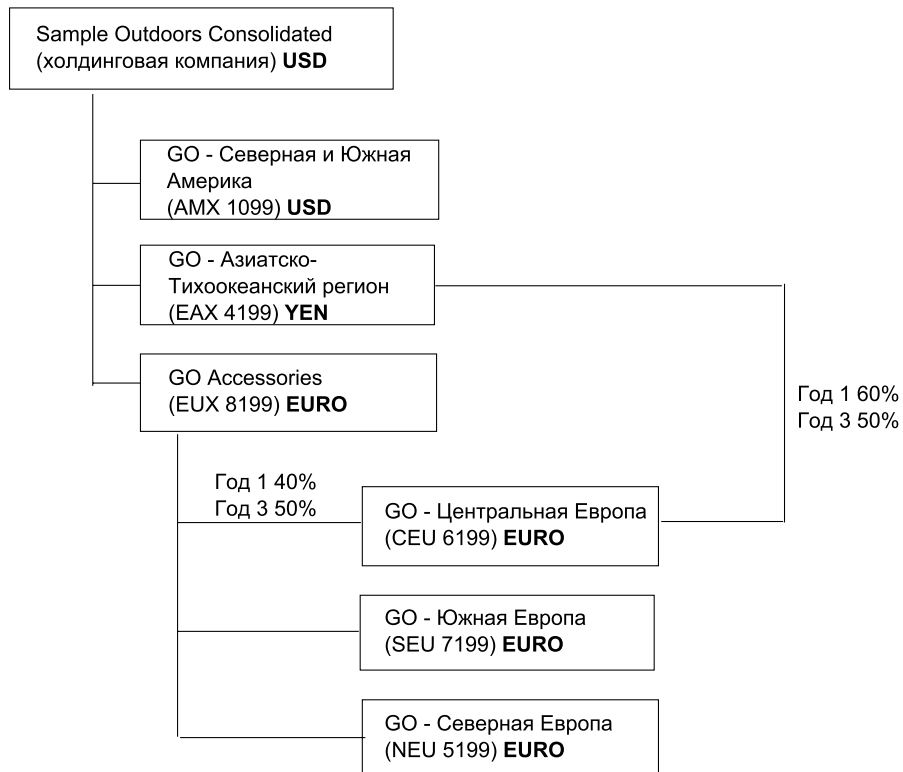 Sample Outdoors Consolidated
(холдинговая компания) USD
GO - Северная и Южная
Америка
(AMX 1099) USD
GO - Азиатско-
Тихоокеанский регион
(EAX 4199) YEN
GO Accessories
(EUX 8199) EURO
Год 1 60%
Год 3 50%
Год 1 40%
Год 3 50%
GO - Центральная Европа
(CEU 6199) EURO
GO - Южная Европа
(SEU 7199) EURO
GO - Северная Европа
(NEU 5199) EURO